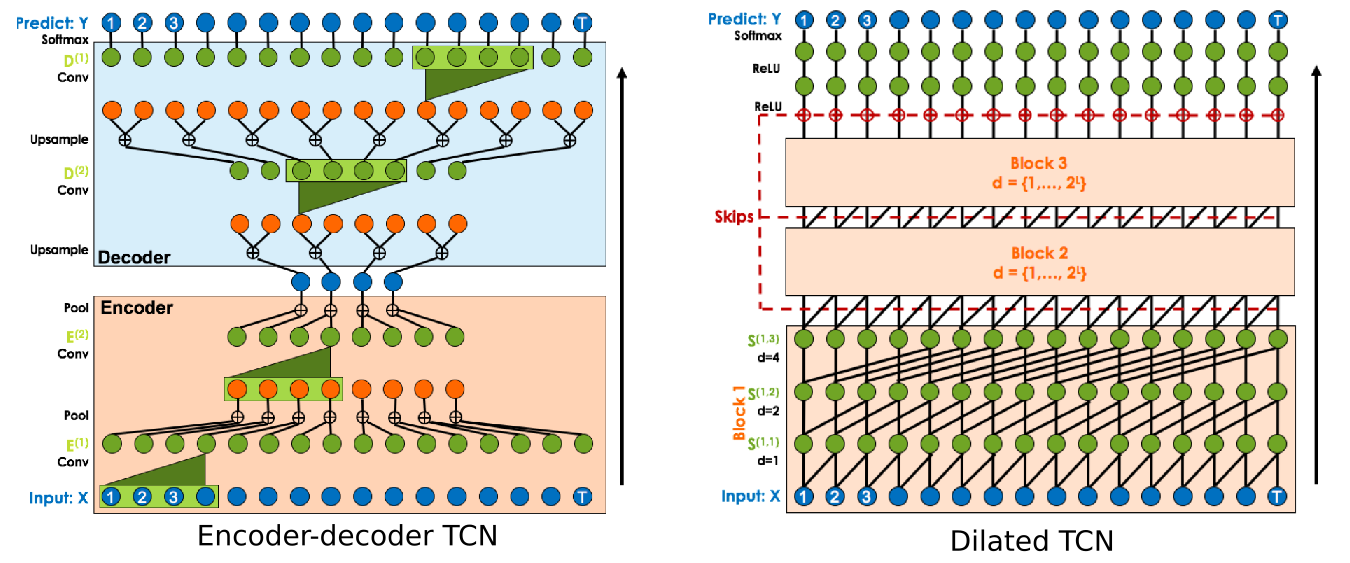 Predict: Y 1 2 3 T
Softmax
D(1)
Conv
Upsample
D(2)
Conv
Upsample
Decoder
Encoder
Pool
E(2)
Conv
Pool
E(1)
Conv
Input: X 1 2 3 T
Encoder-decoder TCN
Predict: Y 1 2 3 T
Softmax
ReLU
ReLU
Block 3
d = {1,..., 2ᴸ}
Skips
Block 2
d = {1,..., 2ᴸ}
Block 1
S(1,3)
d=4
S(1,2)
d=2
S(1,1)
d=1
Input: X 1 2 3 T
Dilated TCN